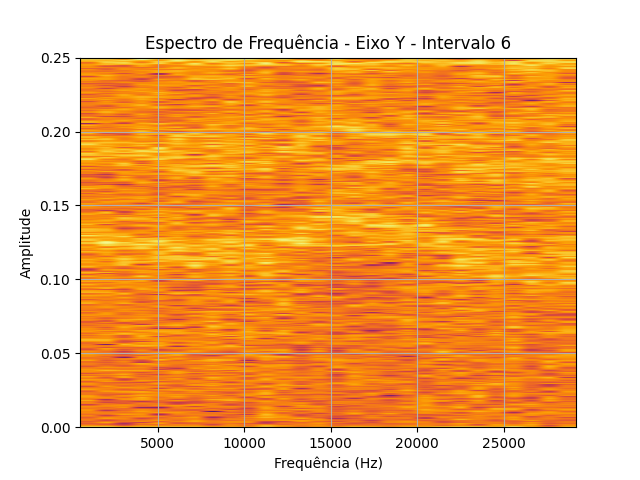 Espectro de Frequência - Eixo Y - Intervalo 6
0.25
0.20
0.15
0.10
0.05
0.00
Amplitude
5000 10000 15000 20000 25000
Frequência (Hz)